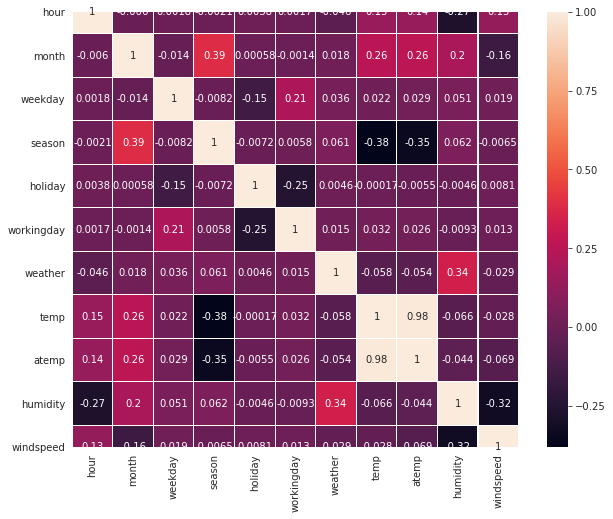 hour 1 -0.006 0.0018 -0.0021 0.0038 0.0017 -0.046 0.15 0.14 -0.27 0.13 1.00
month -0.006 1 -0.014 0.39 0.00058 -0.0014 0.018 0.26 0.26 0.2 -0.16
weekday 0.0018 -0.014 1 -0.0082 -0.15 0.21 0.036 0.022 0.029 0.051 0.019 0.75
season -0.0021 0.39 -0.0082 1 -0.0072 0.0058 0.061 -0.38 -0.35 0.062 -0.0065
holiday 0.0038 0.00058 -0.15 -0.0072 1 -0.25 0.0046 -0.00017 -0.0055 -0.0046 0.0081 0.50
workingday 0.0017 -0.0014 0.21 0.0058 -0.25 1 0.015 0.032 0.026 -0.0093 0.013 0.25
weather -0.046 0.018 0.036 0.061 0.0046 0.015 1 -0.058 -0.054 0.34 -0.029
temp 0.15 0.26 0.022 -0.38 -0.00017 0.032 -0.058 1 0.98 -0.066 -0.028 0.00
atemp 0.14 0.26 0.029 -0.35 -0.0055 0.026 -0.054 0.98 1 -0.044 -0.069
humidity -0.27 0.2 0.051 0.062 -0.0046 -0.0093 0.34 -0.066 -0.044 1 -0.32 −0.25
windspeed 0.13 -0.16 0.019 -0.0065 0.0081 0.013 -0.029 -0.028 -0.069 -0.32 1
hour month weekday season holiday workingday weather temp atemp humidity windspeed